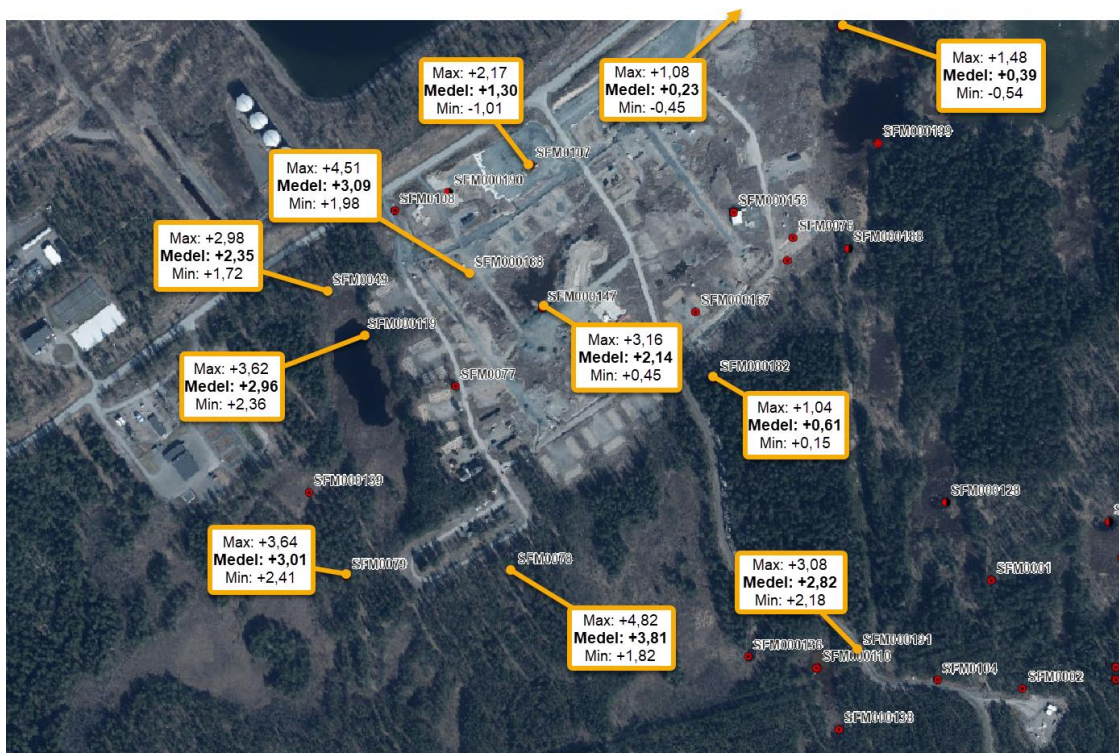 Max: +1,08
Medel: +0,23
Min: -0,45
Max: +1,48
Medel: +0,39
Min: -0,54
Max: +2,17
Medel: +1,30
Min: -1,01
SFM000199
SFM0107
Max: +4,51
Medel: +3,09
Min: +1,98
SFM000190
SFM0108
SFM000153
SFM0076
SFM000188
Max: +2,98
Medel: +2,35
Min: +1,72
SFM000168
SFM0049
SFM000147
SFM000167
SFM000119
Max: +3,16
Medel: +2,14
Min: +0,45
Max: +3,62
Medel: +2,96
Min: +2,36
SFM000182
SFM0077
Max: +1,04
Medel: +0,61
Min: +0,15
SFM000189
SFM000128
Max: +3,64
Medel: +3,01
Min: +2,41
SFM0079
SFM0078
SFM0001
Max: +3,08
Medel: +2,82
Min: +2,18
Max: +4,82
Medel: +3,81
Min: +1,82
SFM000191
SFM000136
SFM000110
SFM0104
SFM0002
SFM000198